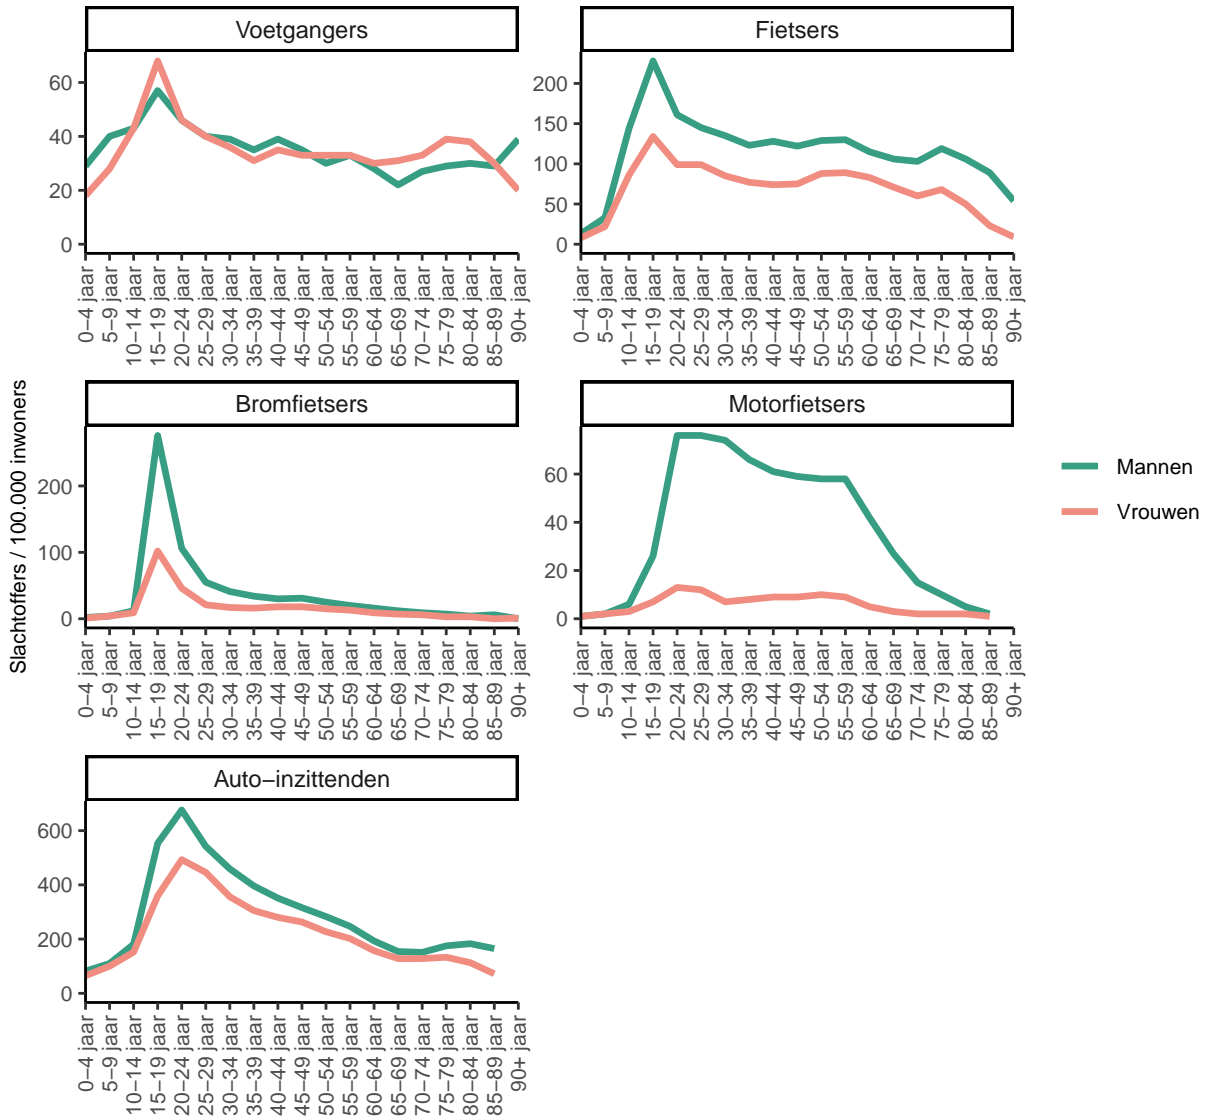 Voetgangers
Fietsers
60
40
20
0
200
150
100
50
0
0−4 jaar
5−9 jaar
10−14 jaar
15−19 jaar
20−24 jaar
25−29 jaar
30−34 jaar
35−39 jaar
40−44 jaar
45−49 jaar
50−54 jaar
55−59 jaar
60−64 jaar
65−69 jaar
70−74 jaar
75−79 jaar
80−84 jaar
85−89 jaar
90+ jaar
0−4 jaar
5−9 jaar
10−14 jaar
15−19 jaar
20−24 jaar
25−29 jaar
30−34 jaar
35−39 jaar
40−44 jaar
45−49 jaar
50−54 jaar
55−59 jaar
60−64 jaar
65−69 jaar
70−74 jaar
75−79 jaar
80−84 jaar
85−89 jaar
90+ jaar
Slachtoffers / 100.000 inwoners
Bromfietsers
Motorfietsers
200
100
0
60
40
20
0
0−4 jaar
5−9 jaar
10−14 jaar
15−19 jaar
20−24 jaar
25−29 jaar
30−34 jaar
35−39 jaar
40−44 jaar
45−49 jaar
50−54 jaar
55−59 jaar
60−64 jaar
65−69 jaar
70−74 jaar
75−79 jaar
80−84 jaar
85−89 jaar
90+ jaar
0−4 jaar
5−9 jaar
10−14 jaar
15−19 jaar
20−24 jaar
25−29 jaar
30−34 jaar
35−39 jaar
40−44 jaar
45−49 jaar
50−54 jaar
55−59 jaar
60−64 jaar
65−69 jaar
70−74 jaar
75−79 jaar
80−84 jaar
85−89 jaar
90+ jaar
Mannen
Vrouwen
Auto−inzittenden
600
400
200
0
0−4 jaar
5−9 jaar
10−14 jaar
15−19 jaar
20−24 jaar
25−29 jaar
30−34 jaar
35−39 jaar
40−44 jaar
45−49 jaar
50−54 jaar
55−59 jaar
60−64 jaar
65−69 jaar
70−74 jaar
75−79 jaar
80−84 jaar
85−89 jaar
90+ jaar